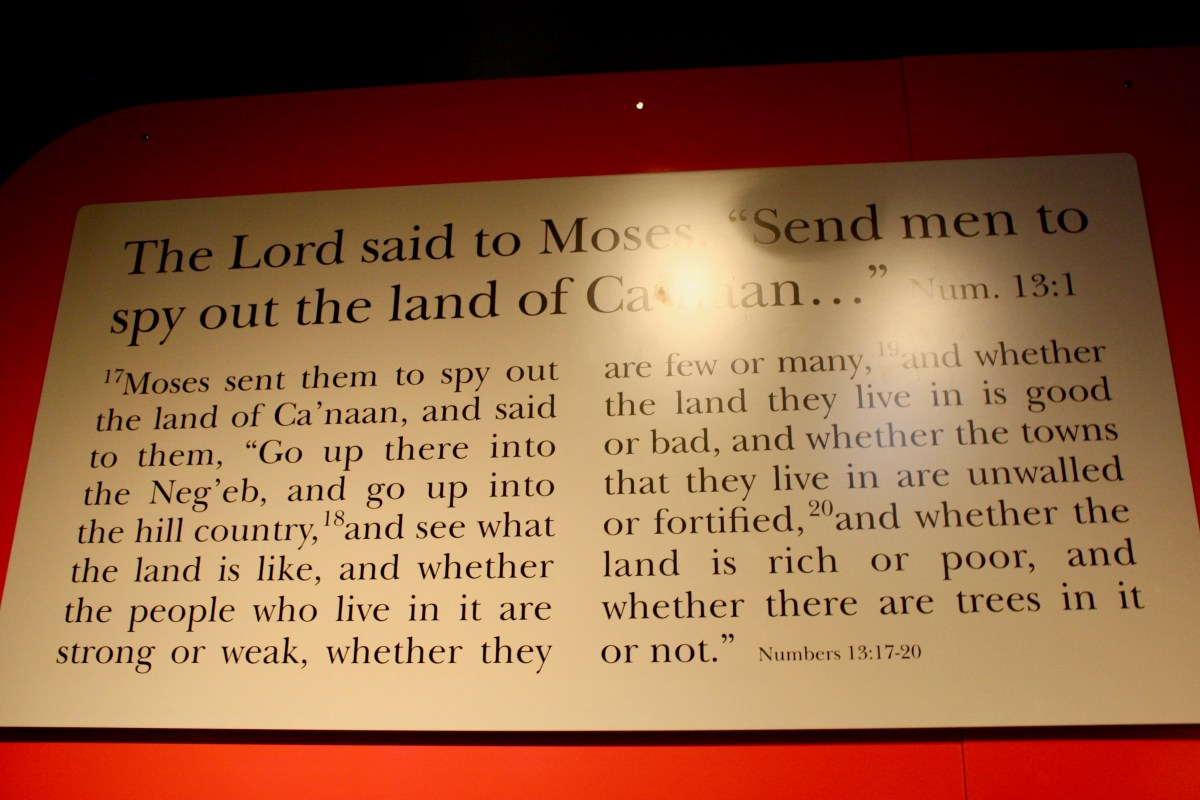 The Lord said to Moses, “Send men to
spy out the land of Ca’naan…” Num. 13:1
¹⁷Moses sent them to spy out
the land of Ca’naan, and said
to them, “Go up there into
the Neg’eb, and go up into
the hill country,¹⁸and see what
the land is like, and whether
the people who live in it are
strong or weak, whether they
are few or many,¹⁹and whether
the land they live in is good
or bad, and whether the towns
that they live in are unwalled
or fortified,²⁰and whether the
land is rich or poor, and
whether there are trees in it
or not.” Numbers 13:17-20